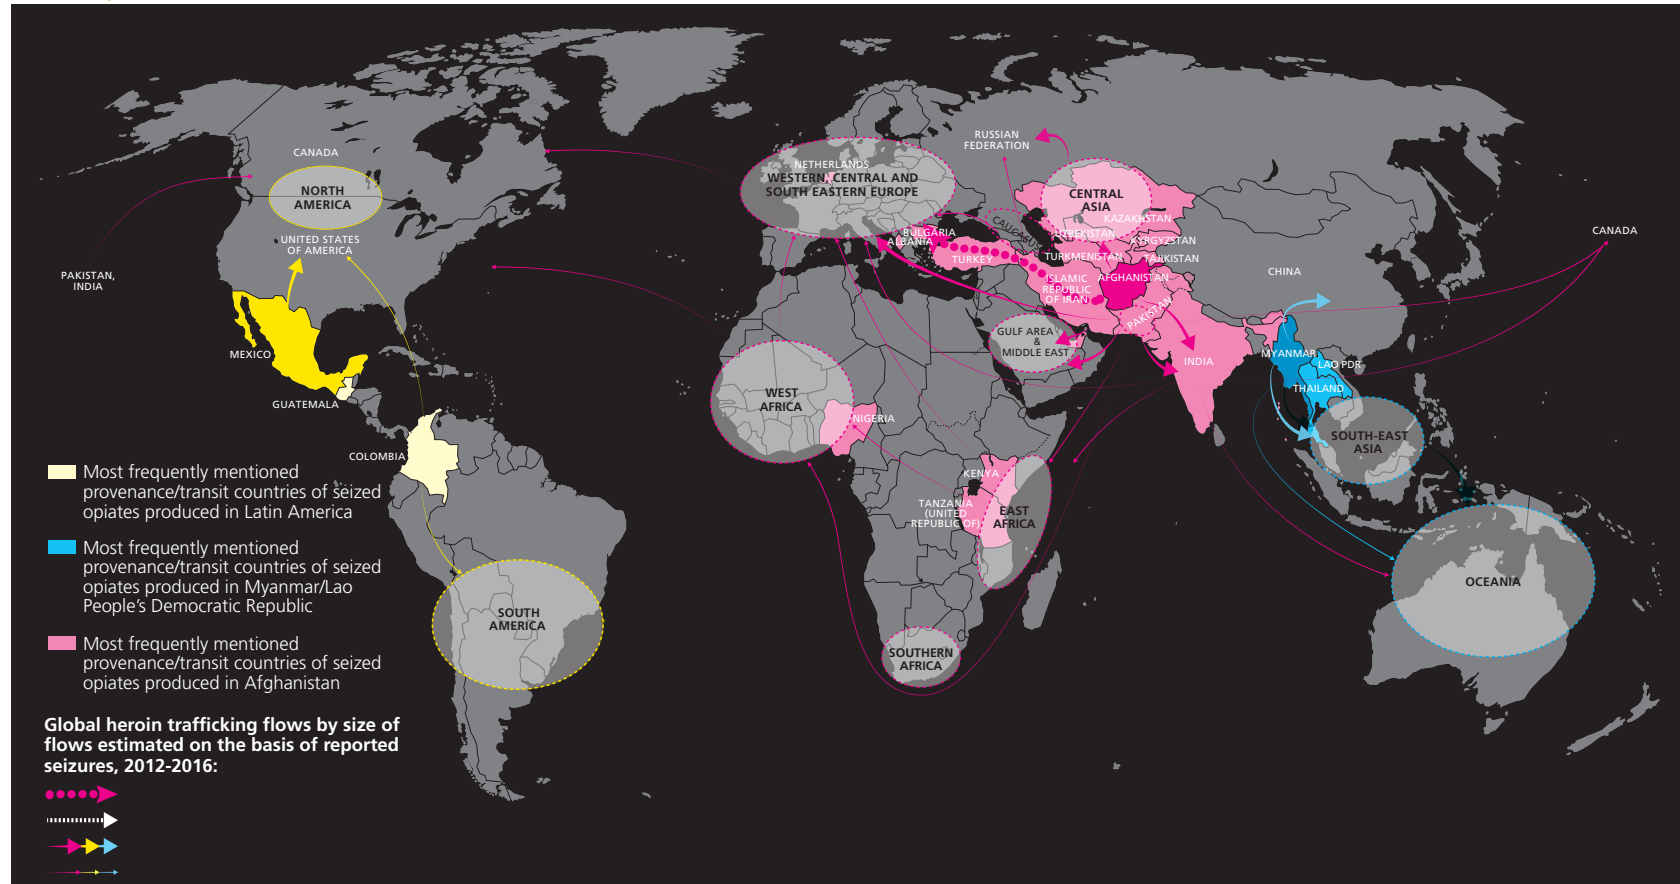 RUSSIAN
FEDERATION
CANADA
NETHERLANDS
WESTERN, CENTRAL AND
SOUTH EASTERN EUROPE
NORTH
AMERICA
CENTRAL
ASIA
KAZAKHSTAN
CAUCASUS
UZBEKISTAN
BULGARIA
ALBANIA
KYRGYZSTAN
UNITED STATES
OF AMERICA
CANADA
TURKEY
TURKMENISTAN
TAJIKISTAN
PAKISTAN,
INDIA
CHINA
ISLAMIC
REPUBLIC
OF IRAN
AFGHANISTAN
PAKISTAN
GULF AREA
&
MIDDLE EAST
MEXICO
MYANMAR
INDIA
LAO PDR
THAILAND
WEST
AFRICA
GUATEMALA
NIGERIA
SOUTH-EAST
ASIA
COLOMBIA
KENYA
TANZANIA
(UNITED
REPUBLIC OF)
EAST
AFRICA
OCEANIA
SOUTH
AMERICA
SOUTHERN
AFRICA
Most frequently mentioned
provenance/transit countries of seized
opiates produced in Latin America
Most frequently mentioned
provenance/transit countries of seized
opiates produced in Myanmar/Lao
People's Democratic Republic
Most frequently mentioned
provenance/transit countries of seized
opiates produced in Afghanistan
Global heroin trafficking flows by size of
flows estimated on the basis of reported
seizures, 2012-2016: